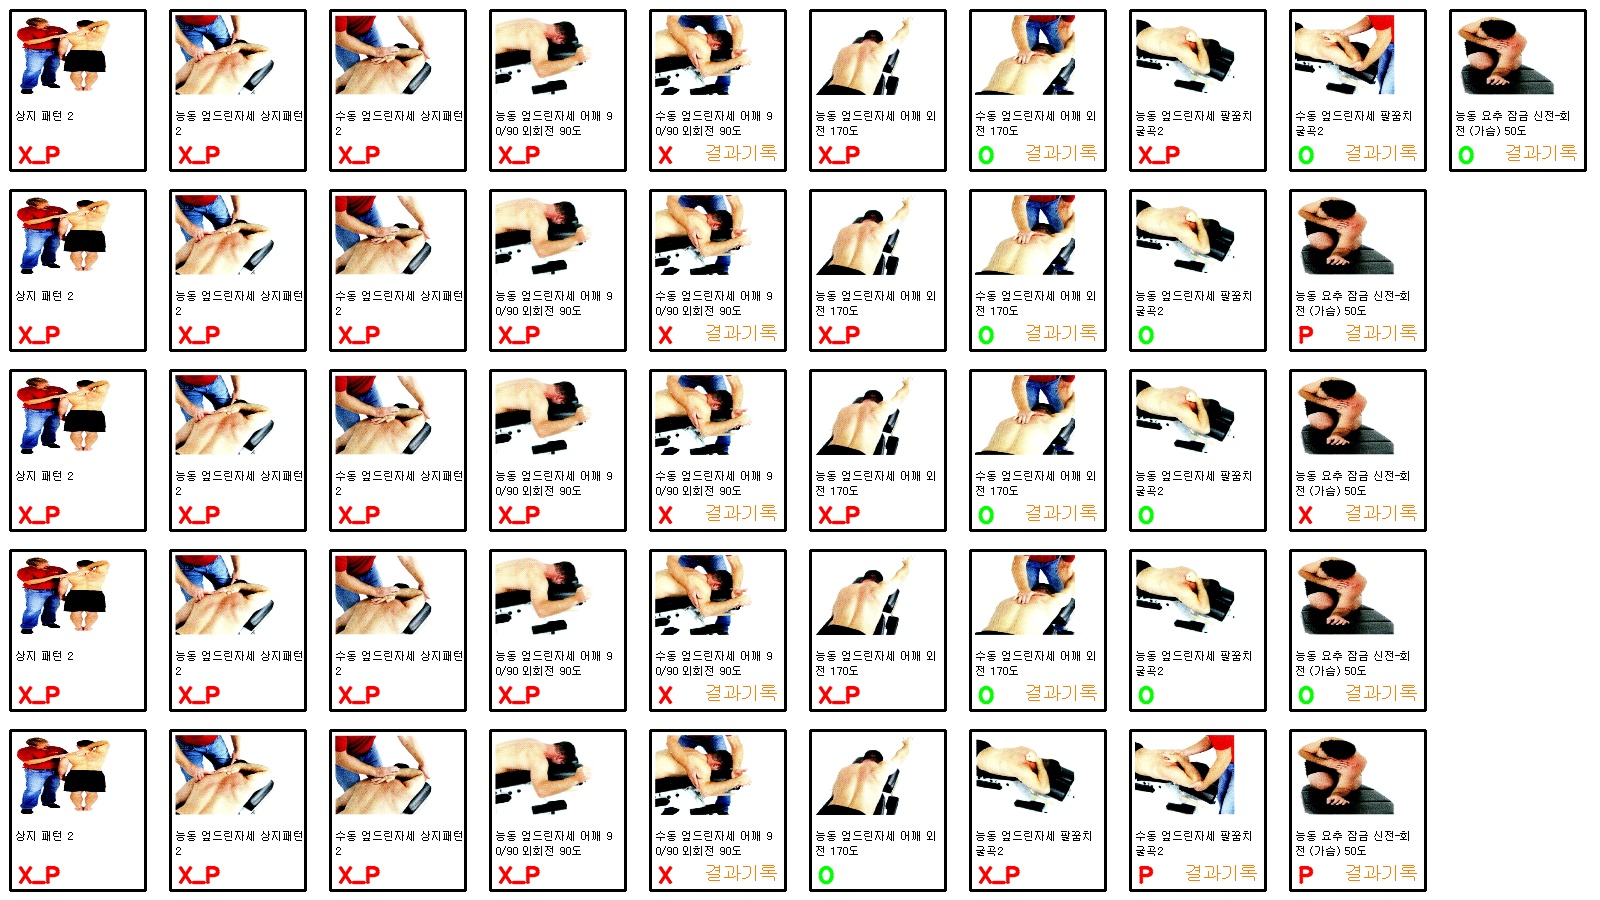 상지 패턴 2
X_P
능동 엎드린자세 상지패턴
2
X_P
수동 엎드린자세 상지패턴
2
X_P
능동 엎드린자세 어깨 9
0/90 외회전 90도
X_P
수동 엎드린자세 어깨 9
0/90 외회전 90도
X 결과기록
능동 엎드린자세 어깨 외
전 170도
X_P
수동 엎드린자세 어깨 외
전 170도
O 결과기록
능동 엎드린자세 팔꿈치
굴곡2
X_P
수동 엎드린자세 팔꿈치
굴곡2
O 결과기록
능동 요추 잠금 신전-회
전 (가슴) 50도
O 결과기록
상지 패턴 2
X_P
능동 엎드린자세 상지패턴
2
X_P
수동 엎드린자세 상지패턴
2
X_P
능동 엎드린자세 어깨 9
0/90 외회전 90도
X_P
수동 엎드린자세 어깨 9
0/90 외회전 90도
X 결과기록
능동 엎드린자세 어깨 외
전 170도
X_P
수동 엎드린자세 어깨 외
전 170도
O 결과기록
능동 엎드린자세 팔꿈치
굴곡2
O
능동 요추 잠금 신전-회
전 (가슴) 50도
P 결과기록
상지 패턴 2
X_P
능동 엎드린자세 상지패턴
2
X_P
수동 엎드린자세 상지패턴
2
X_P
능동 엎드린자세 어깨 9
0/90 외회전 90도
X_P
수동 엎드린자세 어깨 9
0/90 외회전 90도
X 결과기록
능동 엎드린자세 어깨 외
전 170도
X_P
수동 엎드린자세 어깨 외
전 170도
O 결과기록
능동 엎드린자세 팔꿈치
굴곡2
O
능동 요추 잠금 신전-회
전 (가슴) 50도
X 결과기록
상지 패턴 2
X_P
능동 엎드린자세 상지패턴
2
X_P
수동 엎드린자세 상지패턴
2
X_P
능동 엎드린자세 어깨 9
0/90 외회전 90도
X_P
수동 엎드린자세 어깨 9
0/90 외회전 90도
X 결과기록
능동 엎드린자세 어깨 외
전 170도
X_P
수동 엎드린자세 어깨 외
전 170도
O 결과기록
능동 엎드린자세 팔꿈치
굴곡2
O
능동 요추 잠금 신전-회
전 (가슴) 50도
O 결과기록
상지 패턴 2
X_P
능동 엎드린자세 상지패턴
2
X_P
수동 엎드린자세 상지패턴
2
X_P
능동 엎드린자세 어깨 9
0/90 외회전 90도
X_P
수동 엎드린자세 어깨 9
0/90 외회전 90도
X 결과기록
능동 엎드린자세 어깨 외
전 170도
O
능동 엎드린자세 팔꿈치
굴곡2
X_P
수동 엎드린자세 팔꿈치
굴곡2
P 결과기록
능동 요추 잠금 신전-회
전 (가슴) 50도
P 결과기록